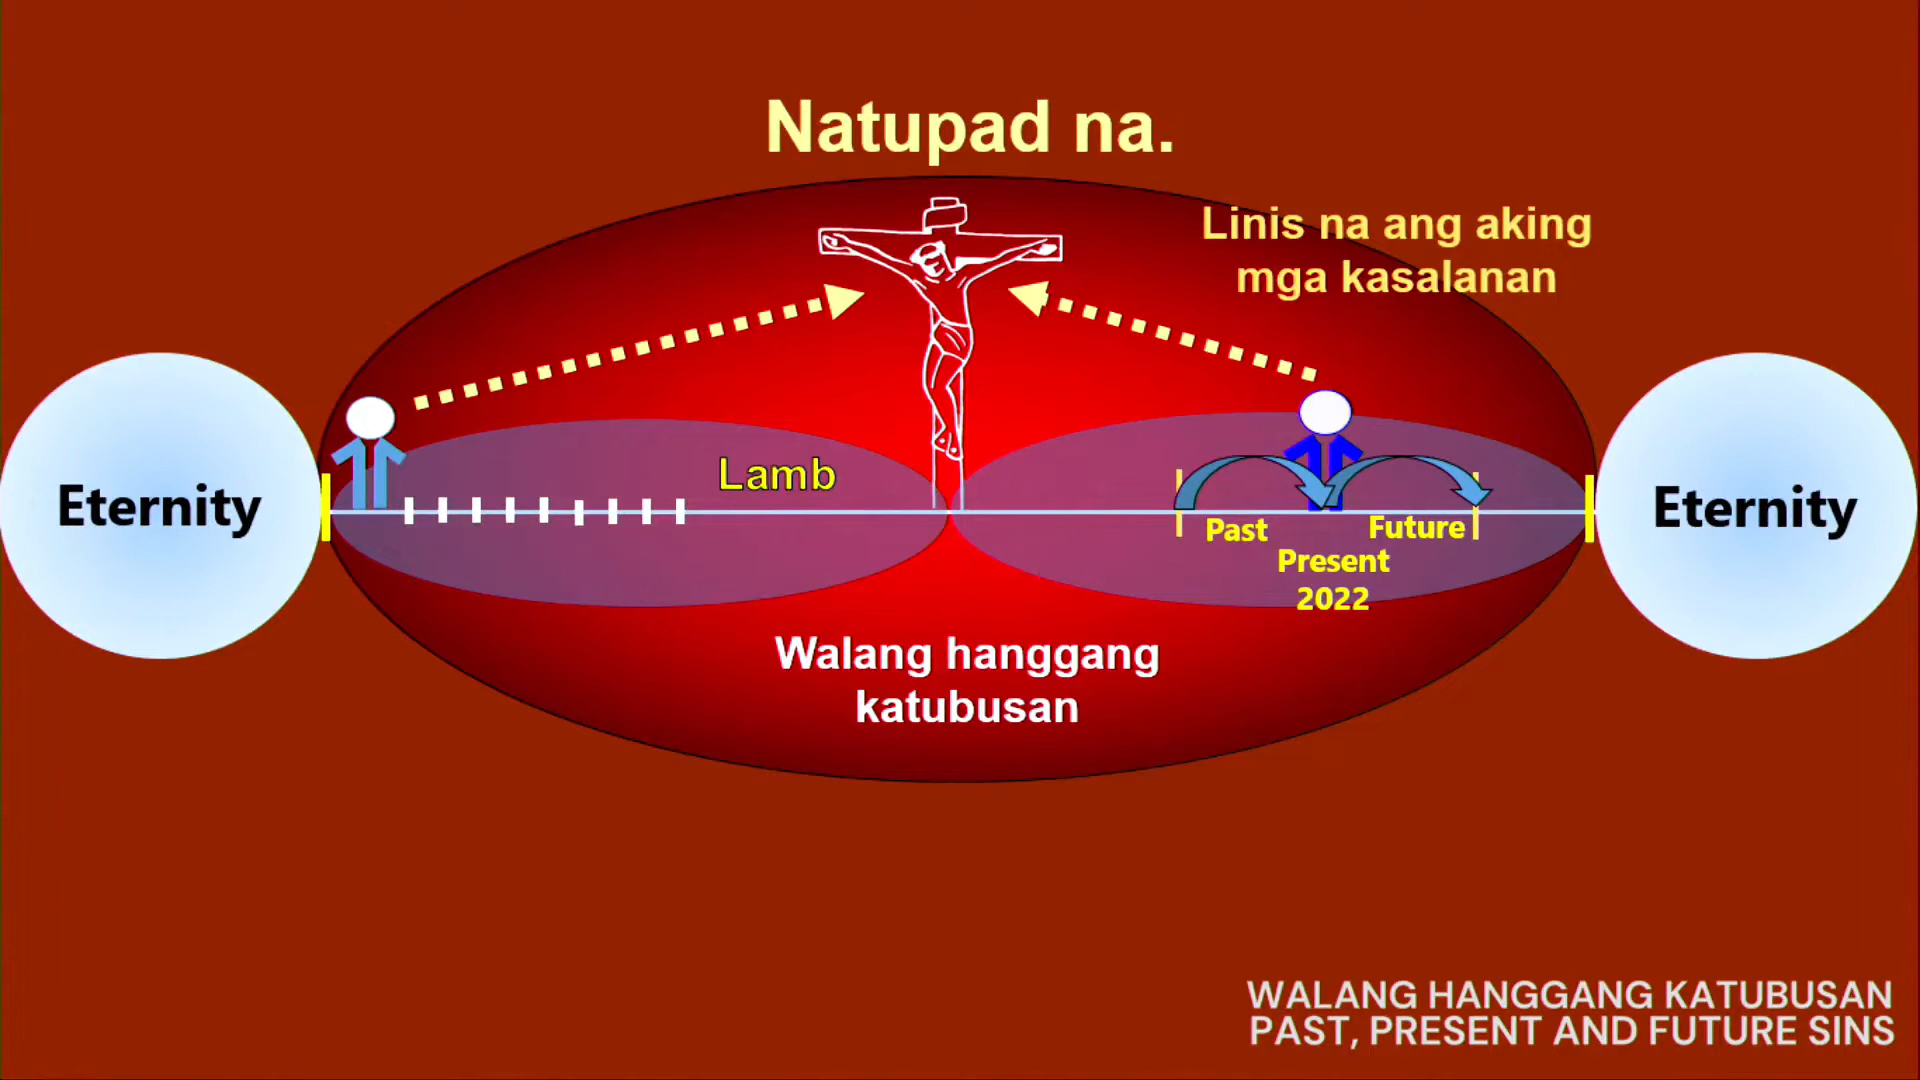 Natupad na.
Linis na ang aking
mga kasalanan
Eternity
Lamb
Past
Future
Present
2022
Eternity
Walang hanggang
katubusan
WALANG HANGGANG KATUBUSAN
PAST, PRESENT AND FUTURE SINS